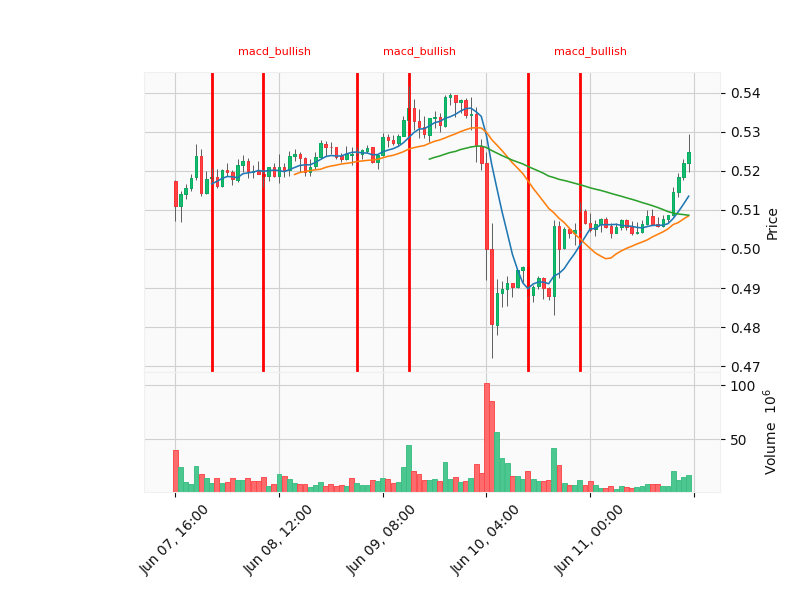 macd_bullish macd_bullish macd_bullish
0.54
0.53
0.52
0.51
0.50
0.49
0.48
0.47
Price
100
50
Volume 10⁶
Jun 07, 16:00
Jun 08, 12:00
Jun 09, 08:00
Jun 10, 04:00
Jun 11, 00:00